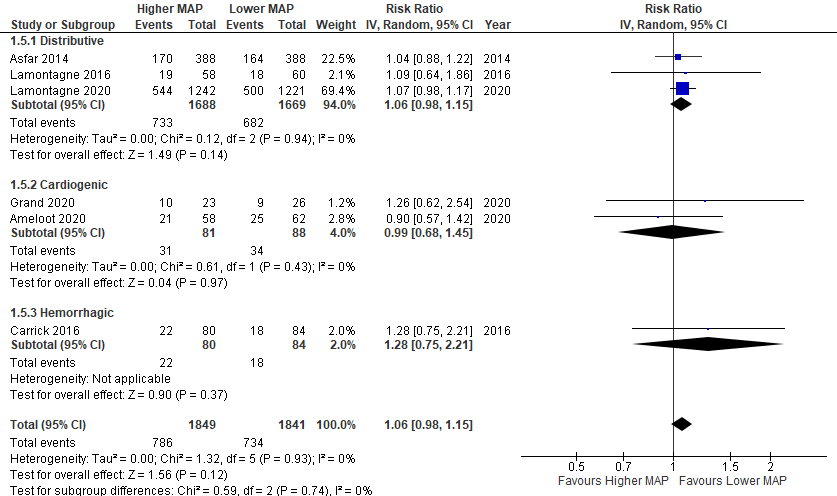 Higher MAP Lower MAP Risk Ratio Risk Ratio
Study or Subgroup Events Total Events Total Weight IV, Random, 95% CI Year IV, Random, 95% CI
1.5.1 Distributive
Asfar 2014 170 388 164 388 22.5% 1.04 [0.88, 1.22] 2014
Lamontagne 2016 19 58 18 60 2.1% 1.09 [0.64, 1.86] 2016
Lamontagne 2020 544 1242 500 1221 69.4% 1.07 [0.98, 1.17] 2020
Subtotal (95% CI) 1688 1669 94.0% 1.06 [0.98, 1.15]
Total events 733 682
Heterogeneity: Tau² = 0.00; Chi² = 0.12, df = 2 (P = 0.94); I² = 0%
Test for overall effect: Z = 1.49 (P = 0.14)
1.5.2 Cardiogenic
Grand 2020 10 23 9 26 1.2% 1.26 [0.62, 2.54] 2020
Ameloot 2020 21 58 25 62 2.8% 0.90 [0.57, 1.42] 2020
Subtotal (95% CI) 81 88 4.0% 0.99 [0.68, 1.45]
Total events 31 34
Heterogeneity: Tau² = 0.00; Chi² = 0.61, df = 1 (P = 0.43); I² = 0%
Test for overall effect: Z = 0.04 (P = 0.97)
1.5.3 Hemorrhagic
Carrick 2016 22 80 18 84 2.0% 1.28 [0.75, 2.21] 2016
Subtotal (95% CI) 80 84 2.0% 1.28 [0.75, 2.21]
Total events 22 18
Heterogeneity: Not applicable
Test for overall effect: Z = 0.90 (P = 0.37)
Total (95% CI) 1849 1841 100.0% 1.06 [0.98, 1.15]
Total events 786 734
Heterogeneity: Tau² = 0.00; Chi² = 1.32, df = 5 (P = 0.93); I² = 0%
Test for overall effect: Z = 1.56 (P = 0.12)
Test for subgroup differences: Chi² = 0.59, df = 2 (P = 0.74), I² = 0%
0.5 0.7 1 1.5 2
Favours Higher MAP Favours Lower MAP